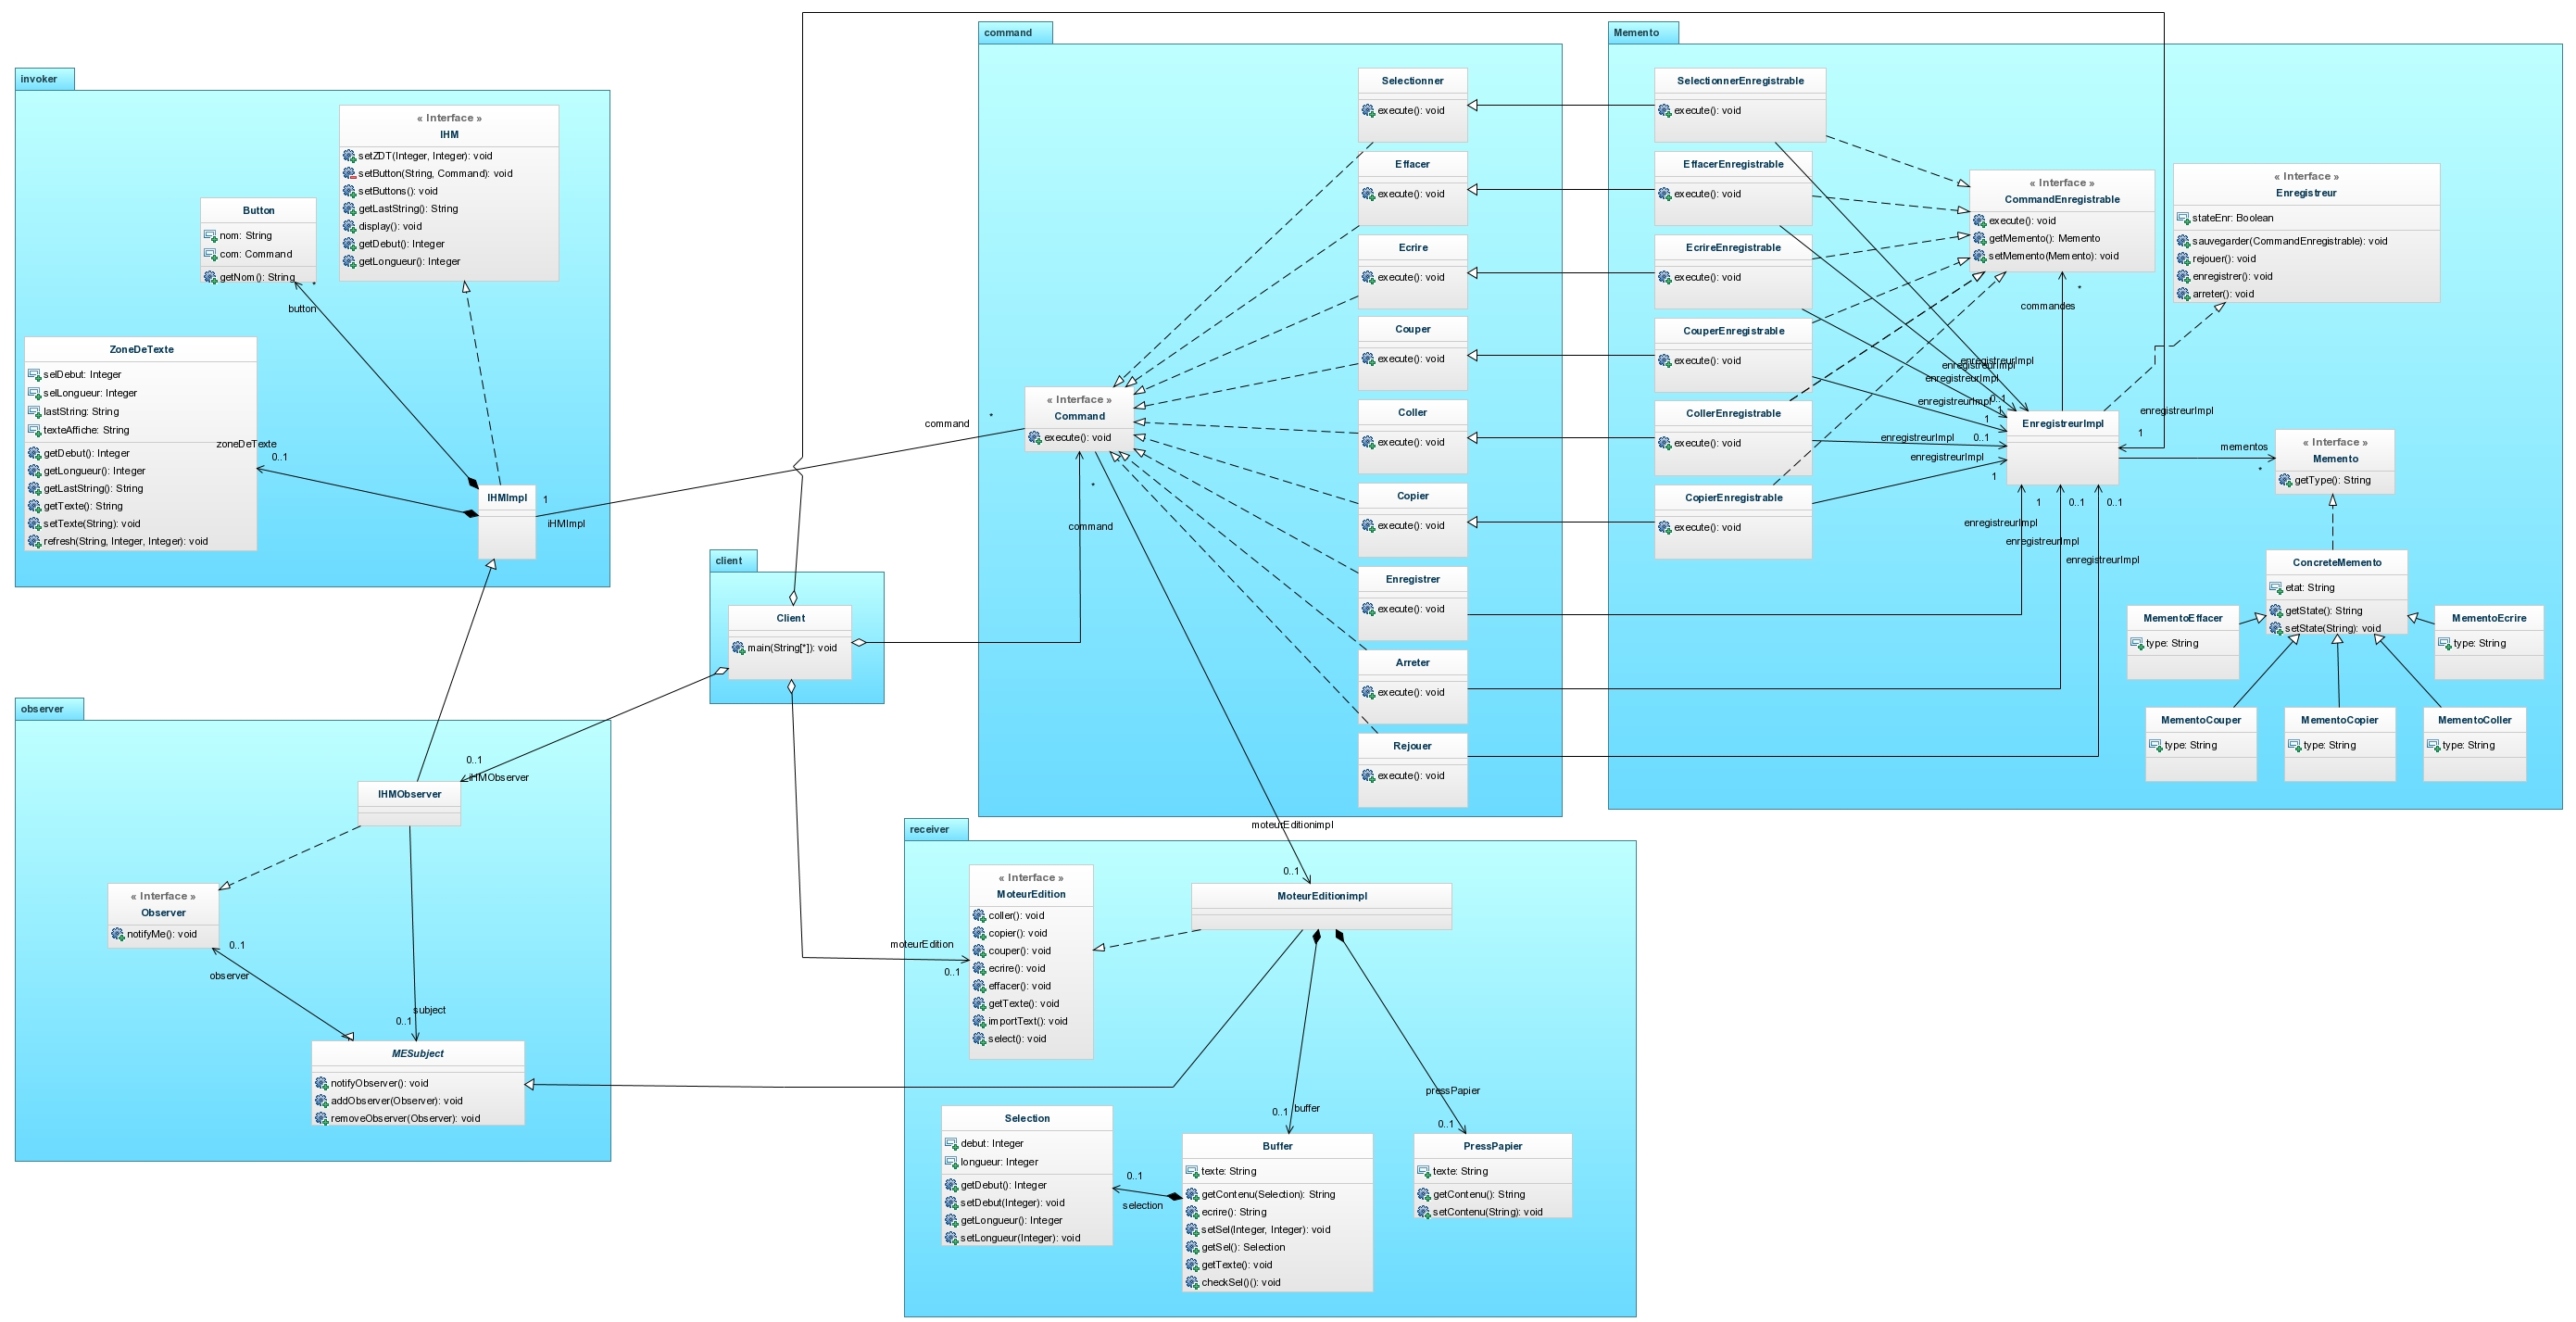 invoker
« Interface »
IHM
setZDT(Integer, Integer): void
setButton(String, Command): void
setButtons(): void
getLastString(): String
display(): void
getDebut(): Integer
getLongueur(): Integer
Button
nom: String
com: Command
getNom(): String
*
button
ZoneDeTexte
selDebut: Integer
selLongueur: Integer
lastString: String
texteAffiche: String
getDebut(): Integer
getLongueur(): Integer
getLastString(): String
getTexte(): String
setTexte(String): void
refresh(String, Integer, Integer): void
zoneDeTexte
0..1
IHMImpl
1
iHMImpl
command
*
client
Client
main(String[*]): void
observer
IHMObserver
0..1
iHMObserver
« Interface »
Observer
notifyMe(): void
0..1
observer
subject
0..1
MESubject
notifyObserver(): void
addObserver(Observer): void
removeObserver(Observer): void
command
« Interface »
Command
execute(): void
*
command
Selectionner
execute(): void
Effacer
execute(): void
Ecrire
execute(): void
Couper
execute(): void
Coller
execute(): void
Copier
execute(): void
Enregistrer
execute(): void
Arreter
execute(): void
Rejouer
execute(): void
moteurEditionimpl
0..1
receiver
« Interface »
MoteurEdition
coller(): void
copier(): void
couper(): void
ecrire(): void
effacer(): void
getTexte(): void
importText(): void
select(): void
moteurEdition
0..1
MoteurEditionimpl
Selection
debut: Integer
longueur: Integer
getDebut(): Integer
setDebut(Integer): void
getLongueur(): Integer
setLongueur(Integer): void
0..1
selection
0..1
buffer
Buffer
texte: String
getContenu(Selection): String
ecrire(): String
setSel(Integer, Integer): void
getSel(): Selection
getTexte(): void
checkSel()(): void
pressPapier
0..1
PressPapier
texte: String
getContenu(): String
setContenu(String): void
Memento
SelectionnerEnregistrable
execute(): void
EffacerEnregistrable
execute(): void
EcrireEnregistrable
execute(): void
CouperEnregistrable
execute(): void
CollerEnregistrable
execute(): void
CopierEnregistrable
execute(): void
« Interface »
CommandEnregistrable
execute(): void
getMemento(): Memento
setMemento(Memento): void
*
commandes
« Interface »
Enregistreur
stateEnr: Boolean
sauvegarder(CommandEnregistrable): void
rejouer(): void
enregistrer(): void
arreter(): void
enregistreurImpl
enregistreurImpl
enregistreurImpl
enregistreurImpl
0..1
1
1
enregistreurImpl
0..1
enregistreurImpl
1
EnregistreurImpl
enregistreurImpl
1
mementos
*
1
0..1
0..1
enregistreurImpl
enregistreurImpl
enregistreurImpl
« Interface »
Memento
getType(): String
ConcreteMemento
etat: String
getState(): String
setState(String): void
MementoEffacer
type: String
MementoEcrire
type: String
MementoCouper
type: String
MementoCopier
type: String
MementoColler
type: String